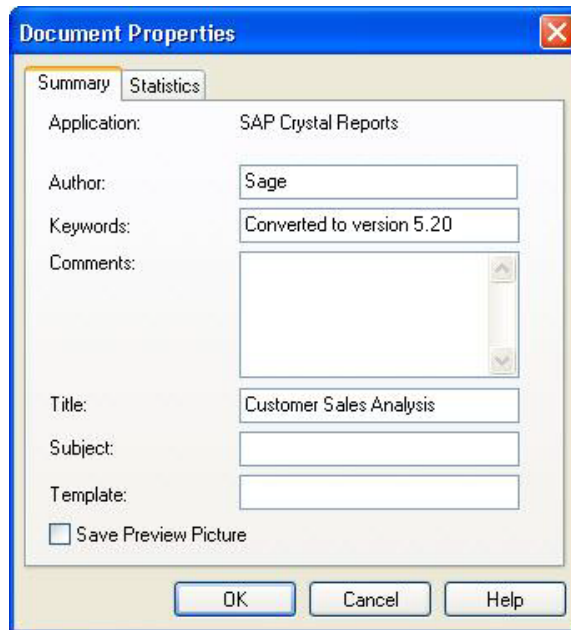 Document Properties
Summary Statistics
Application: SAP Crystal Reports
Author: Sage
Keywords: Converted to version 5.20
Comments:
Title: Customer Sales Analysis
Subject:
Template:
Save Preview Picture
OK Cancel Help